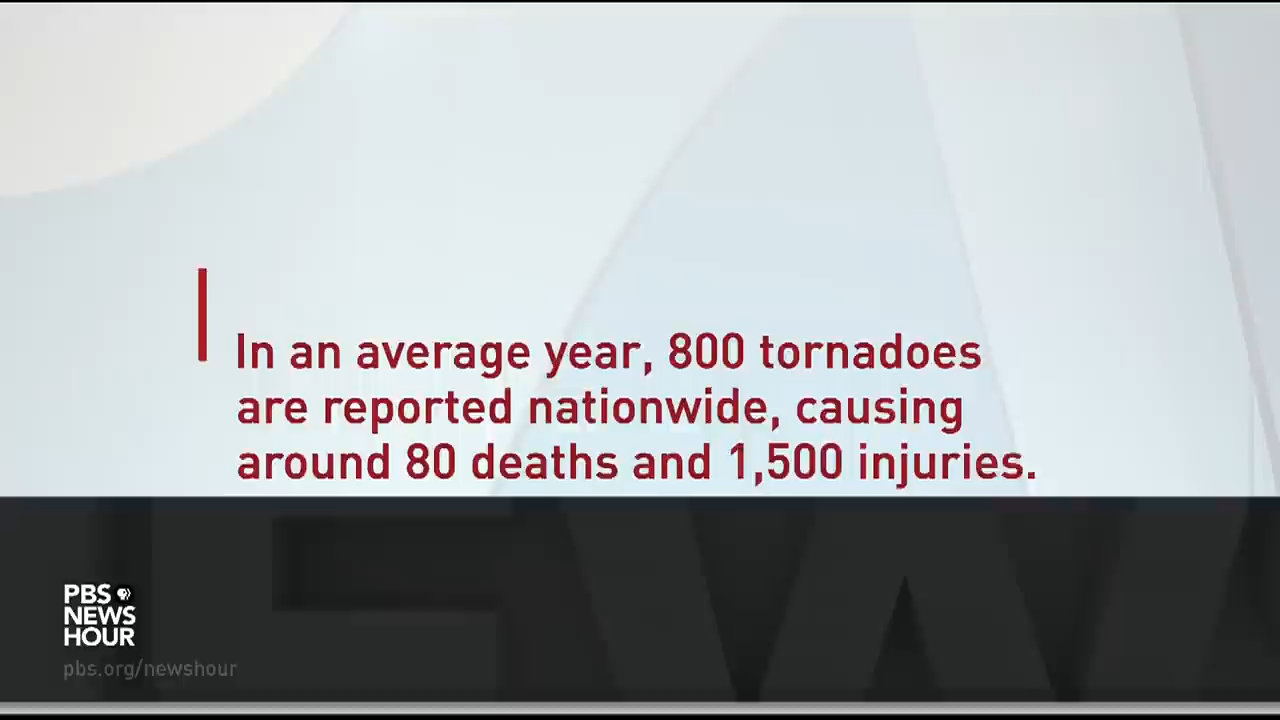 In an average year, 800 tornadoes
are reported nationwide, causing
around 80 deaths and 1,500 injuries.
PBS
NEWS
HOUR
pbs.org/newshour